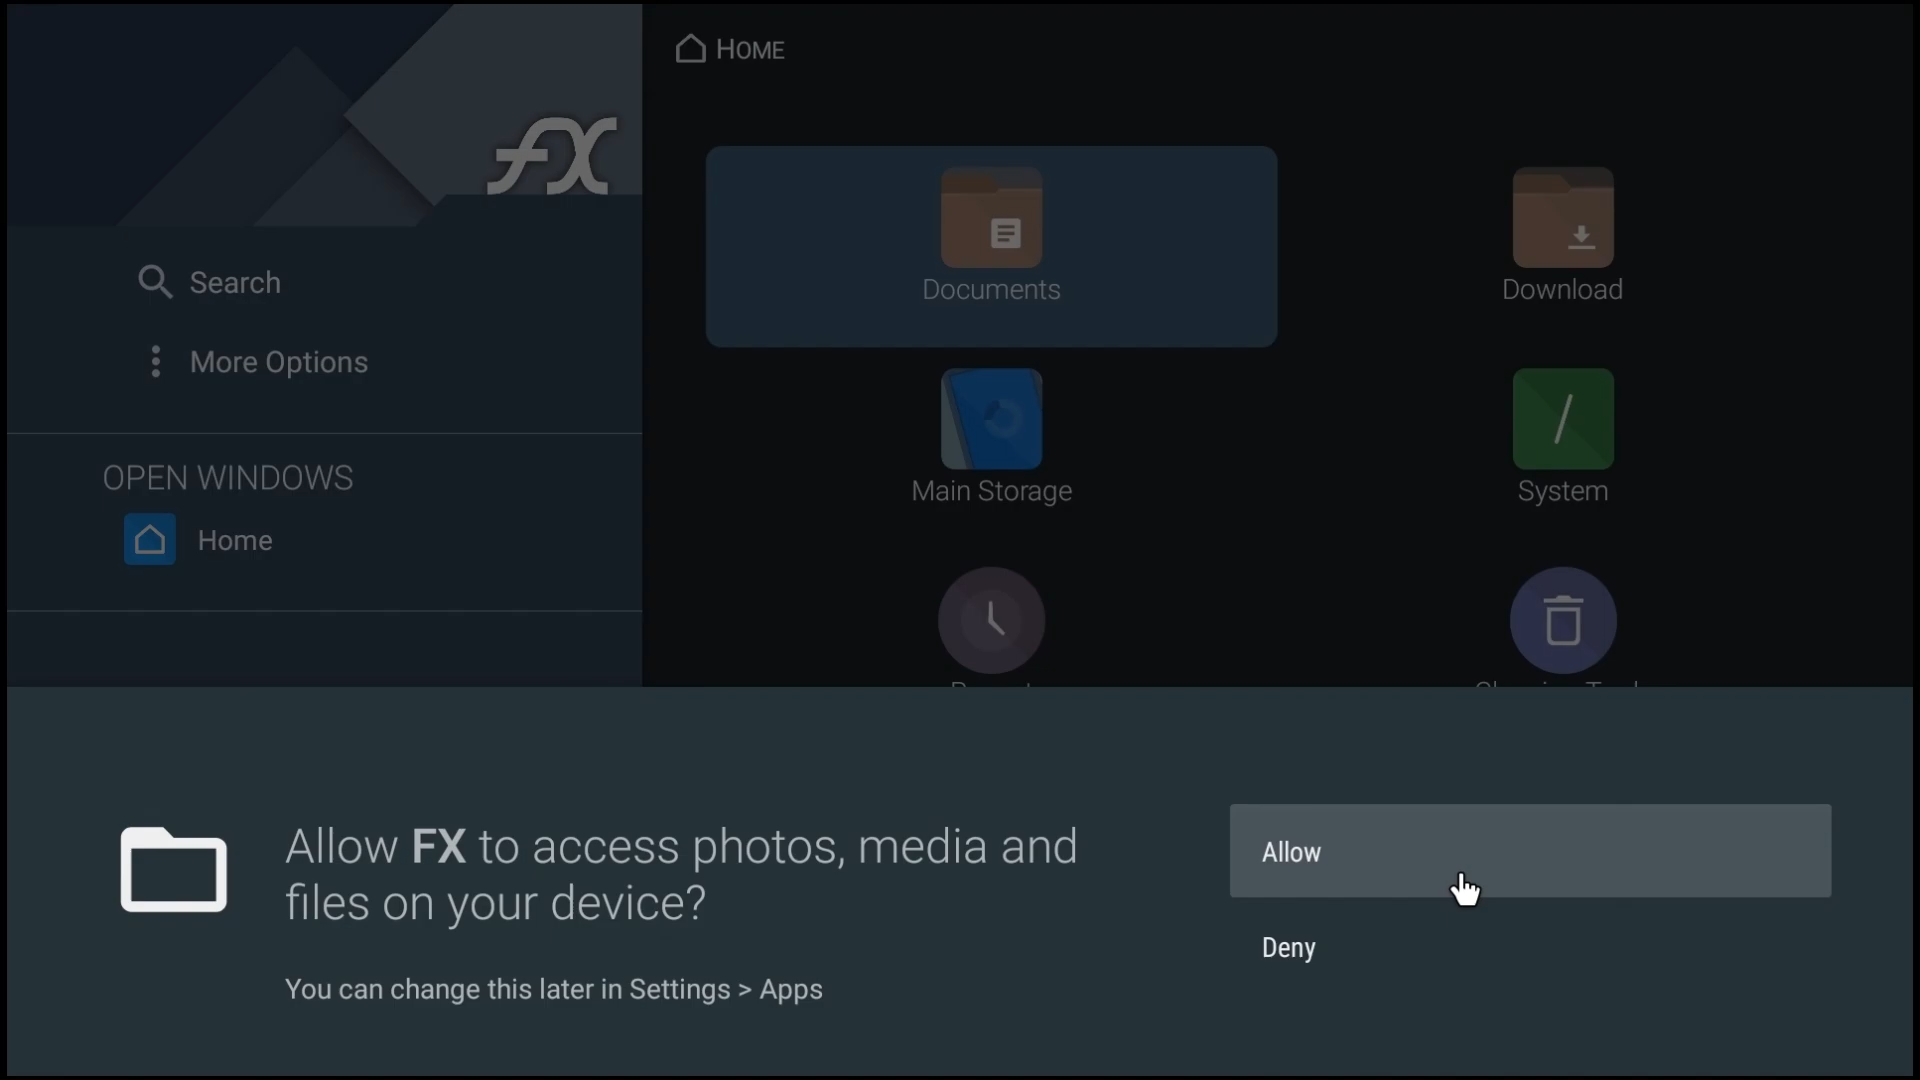 fX
HOME
Search
More Options
OPEN WINDOWS
Home
Documents
Download
Main Storage
System
Allow FX to access photos, media and
files on your device?
You can change this later in Settings > Apps
Allow
Deny